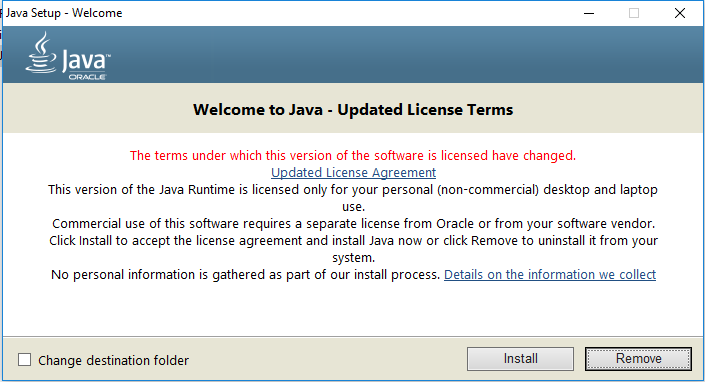 Java Setup - Welcome
Java™
ORACLE
Welcome to Java - Updated License Terms
The terms under which this version of the software is licensed have changed.
Updated License Agreement
This version of the Java Runtime is licensed only for your personal (non-commercial) desktop and laptop
use.
Commercial use of this software requires a separate license from Oracle or from your software vendor.
Click Install to accept the license agreement and install Java now or click Remove to uninstall it from your
system.
No personal information is gathered as part of our install process. Details on the information we collect
Change destination folder
Install
Remove